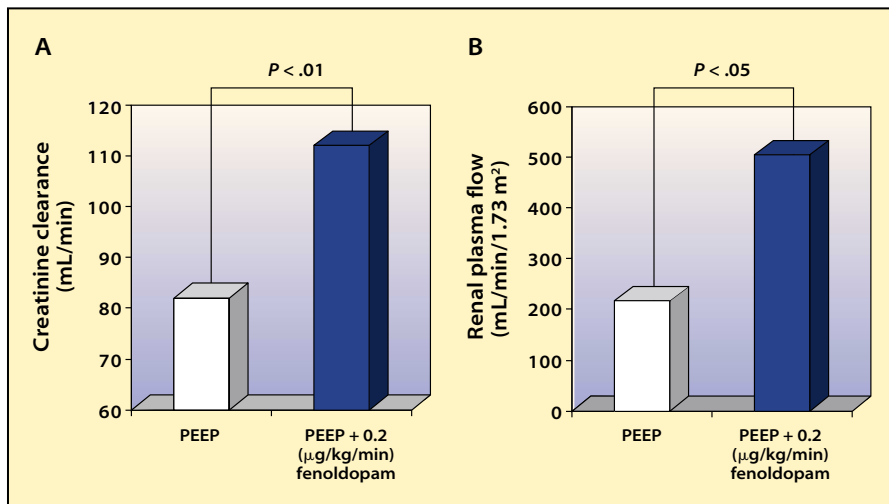 A
P < .01
Creatinine clearance
(mL/min)
120
110
100
90
80
70
60
PEEP
PEEP + 0.2
(μg/kg/min)
fenoldopam
B
P < .05
Renal plasma flow
(mL/min/1.73 m²)
600
500
400
300
200
100
0
PEEP
PEEP + 0.2
(μg/kg/min)
fenoldopam